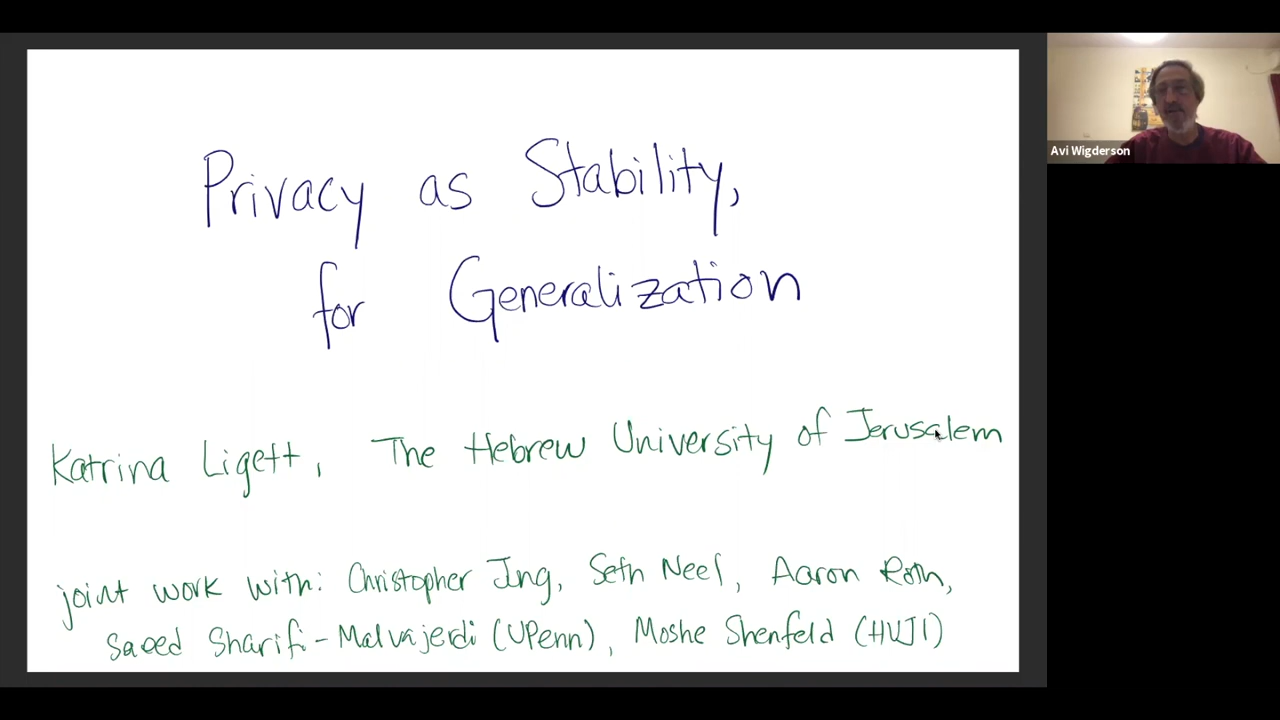 Privacy as Stability,
for Generalization
Katrina Ligett, The Hebrew University of Jerusalem
joint work with: Christopher Jung, Seth Neel, Aaron Roth,
Saeed Sharifi-Malvajerdi (UPenn), Moshe Shenfeld (HUJI)
Avi Wigderson